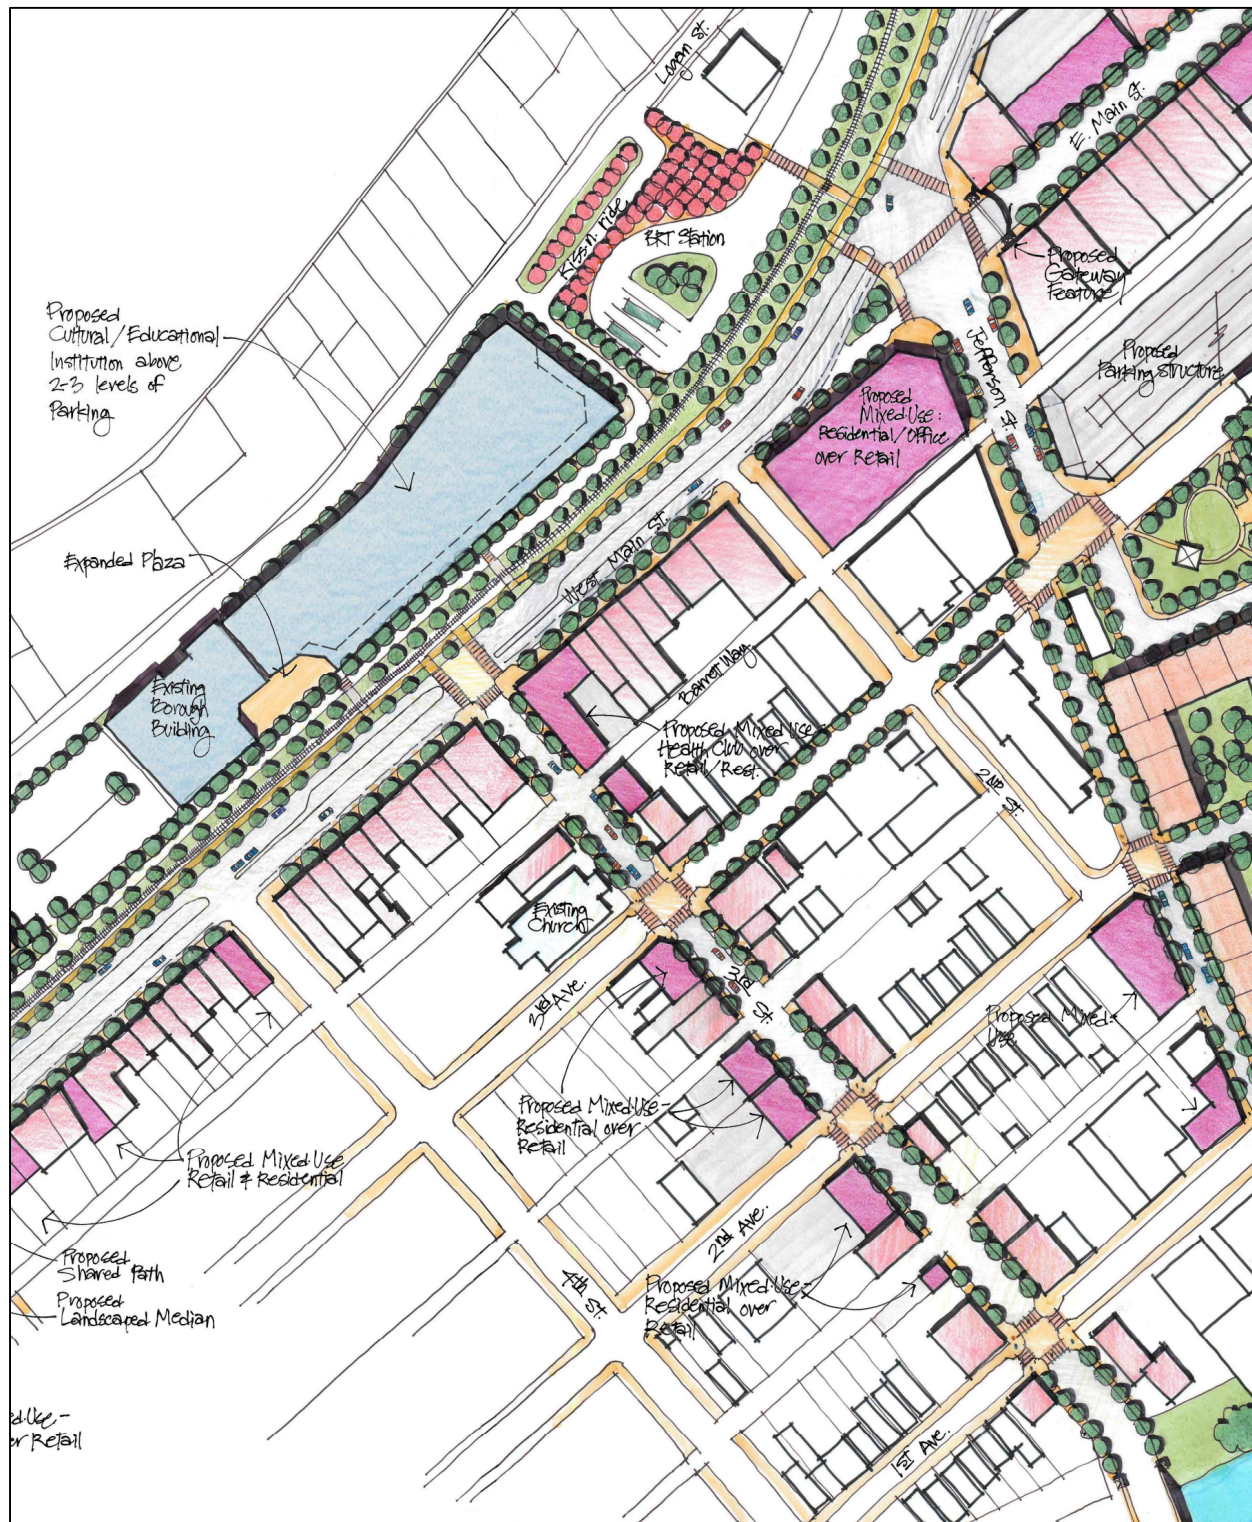 Logan St.
E. Main St.
Kiss n. ride
BRT Station
Proposed
Gateway
Feature
Proposed
Cultural/Educational
Institution above
2-3 levels of
Parking
Jefferson St.
Proposed
Parking Structure
Proposed
Mixed-Use:
Residential/Office
over Retail
West Main St.
Expanded Plaza
Existing
Borough
Building
Barrett Way
Proposed Mixed Use-
Health Club over
Retail/Rest.
2nd St.
Existing
Church
3rd Ave.
3rd St.
Proposed Mixed-
Use
Proposed Mixed-Use-
Residential over
Retail
Proposed Mixed-Use
Retail & Residential
2nd Ave.
Proposed
Shared Path
Proposed
Landscaped Median
4th St.
Proposed Mixed-Use-
Residential over
Retail
ed-Use-
er Retail
1st Ave.